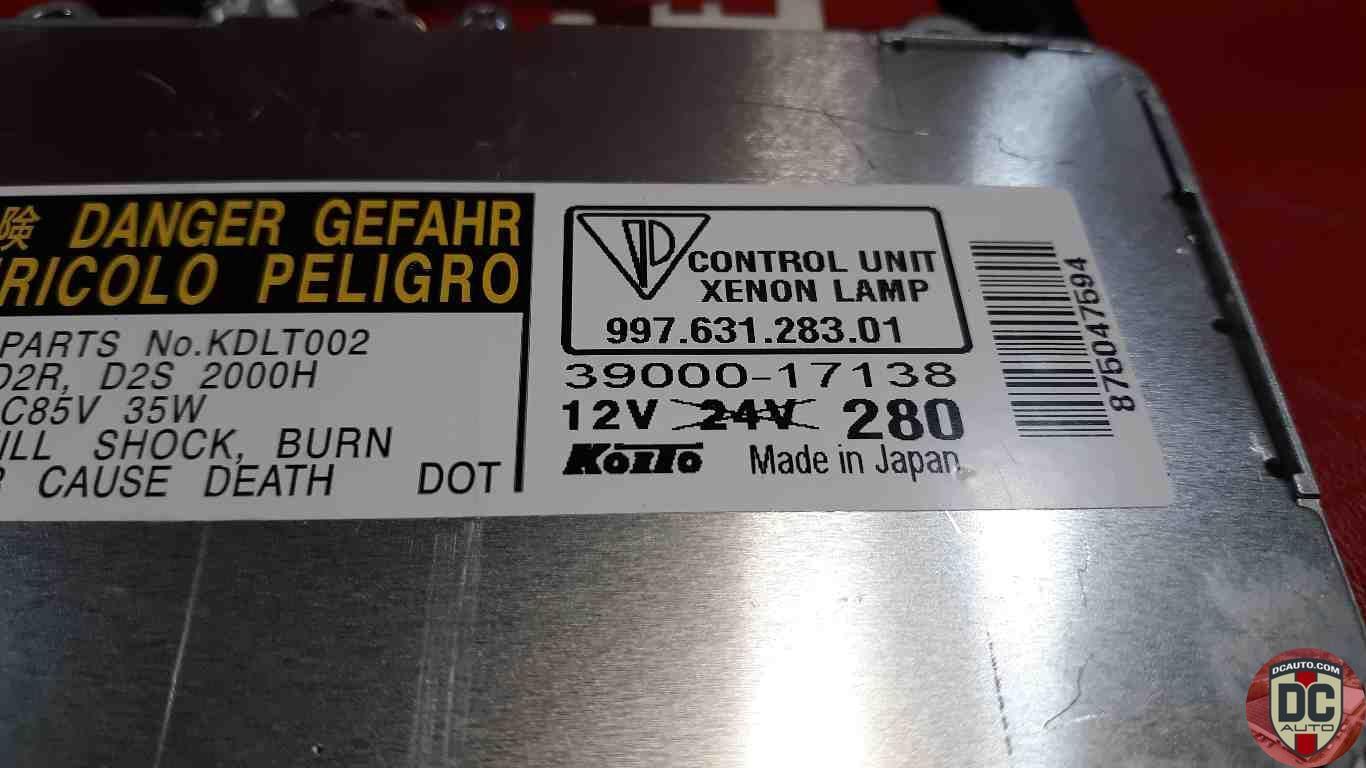 険 DANGER GEFAHR
RICOLO PELIGRO
PARTS No.KDLT002
D2R, D2S 2000H
C85V 35W
ILL SHOCK, BURN
R CAUSE DEATH DOT
CONTROL UNIT
XENON LAMP
997.631.283.01
39000-17138
12V 24V 280
KOITO Made in Japan
875047594
DCAUTO.COM
DC
AUTO